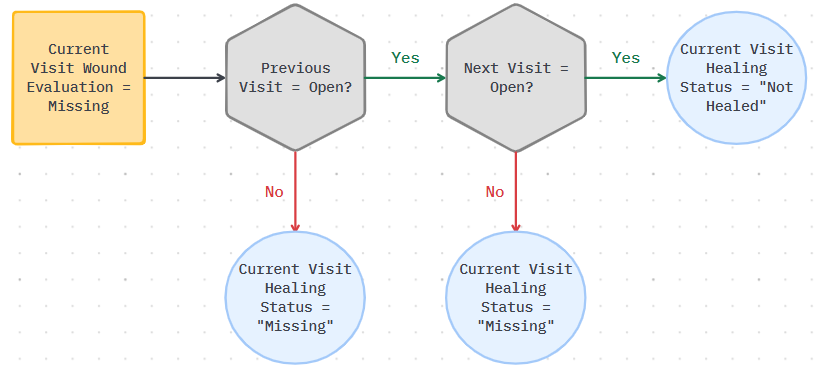 Current
Visit Wound
Evaluation =
Missing
Previous
Visit = Open?
Yes
Next Visit =
Open?
Yes
Current Visit
Healing
Status = "Not
Healed"
No
No
Current Visit
Healing
Status =
"Missing"
Current Visit
Healing
Status =
"Missing"